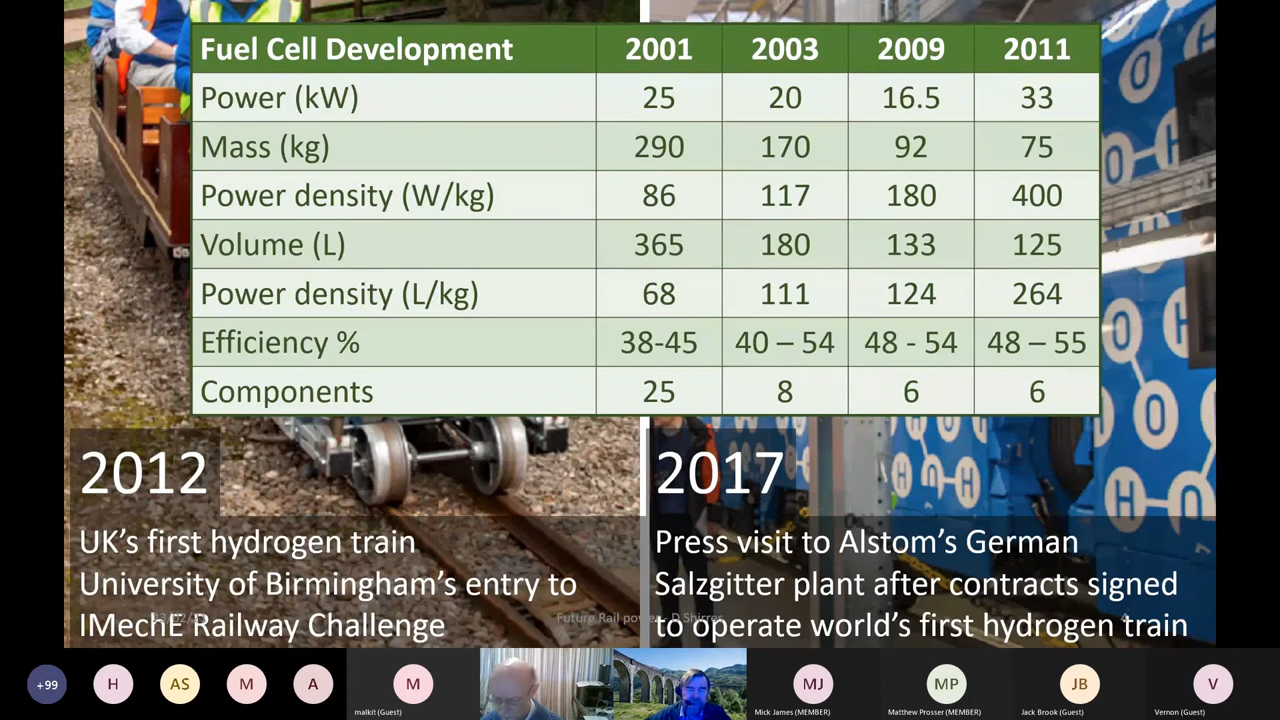 Fuel Cell Development 2001 2003 2009 2011
Power (kW) 25 20 16.5 33
Mass (kg) 290 170 92 75
Power density (W/kg) 86 117 180 400
Volume (L) 365 180 133 125
Power density (L/kg) 68 111 124 264
Efficiency % 38-45 40 – 54 48 - 54 48 – 55
Components 25 8 6 6
2012
UK's first hydrogen train
University of Birmingham's entry to
IMechE Railway Challenge
2017
Press visit to Alstom's German
Salzgitter plant after contracts signed
to operate world's first hydrogen train
Future Rail power - D Shirres
4
+99
H
AS
M
A
M
malkit (Guest)
MJ
Mick James (MEMBER)
MP
Matthew Prosser (MEMBER)
JB
Jack Brook (Guest)
V
Vernon (Guest)